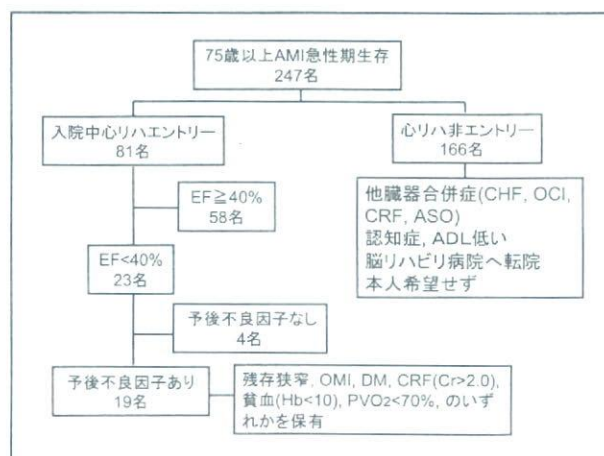 75歳以上AMI急性期生存
247名
入院中心リハエントリー
81名
心リハ非エントリー
166名
EF≧40%
58名
他臓器合併症(CHF, OCI,
CRF, ASO)
認知症, ADL低い
脳リハビリ病院へ転院
本人希望せず
EF<40%
23名
予後不良因子なし
4名
予後不良因子あり
19名
残存狭窄, OMI, DM, CRF(Cr>2.0),
貧血(Hb<10), PVO2<70%, のいず
れかを保有